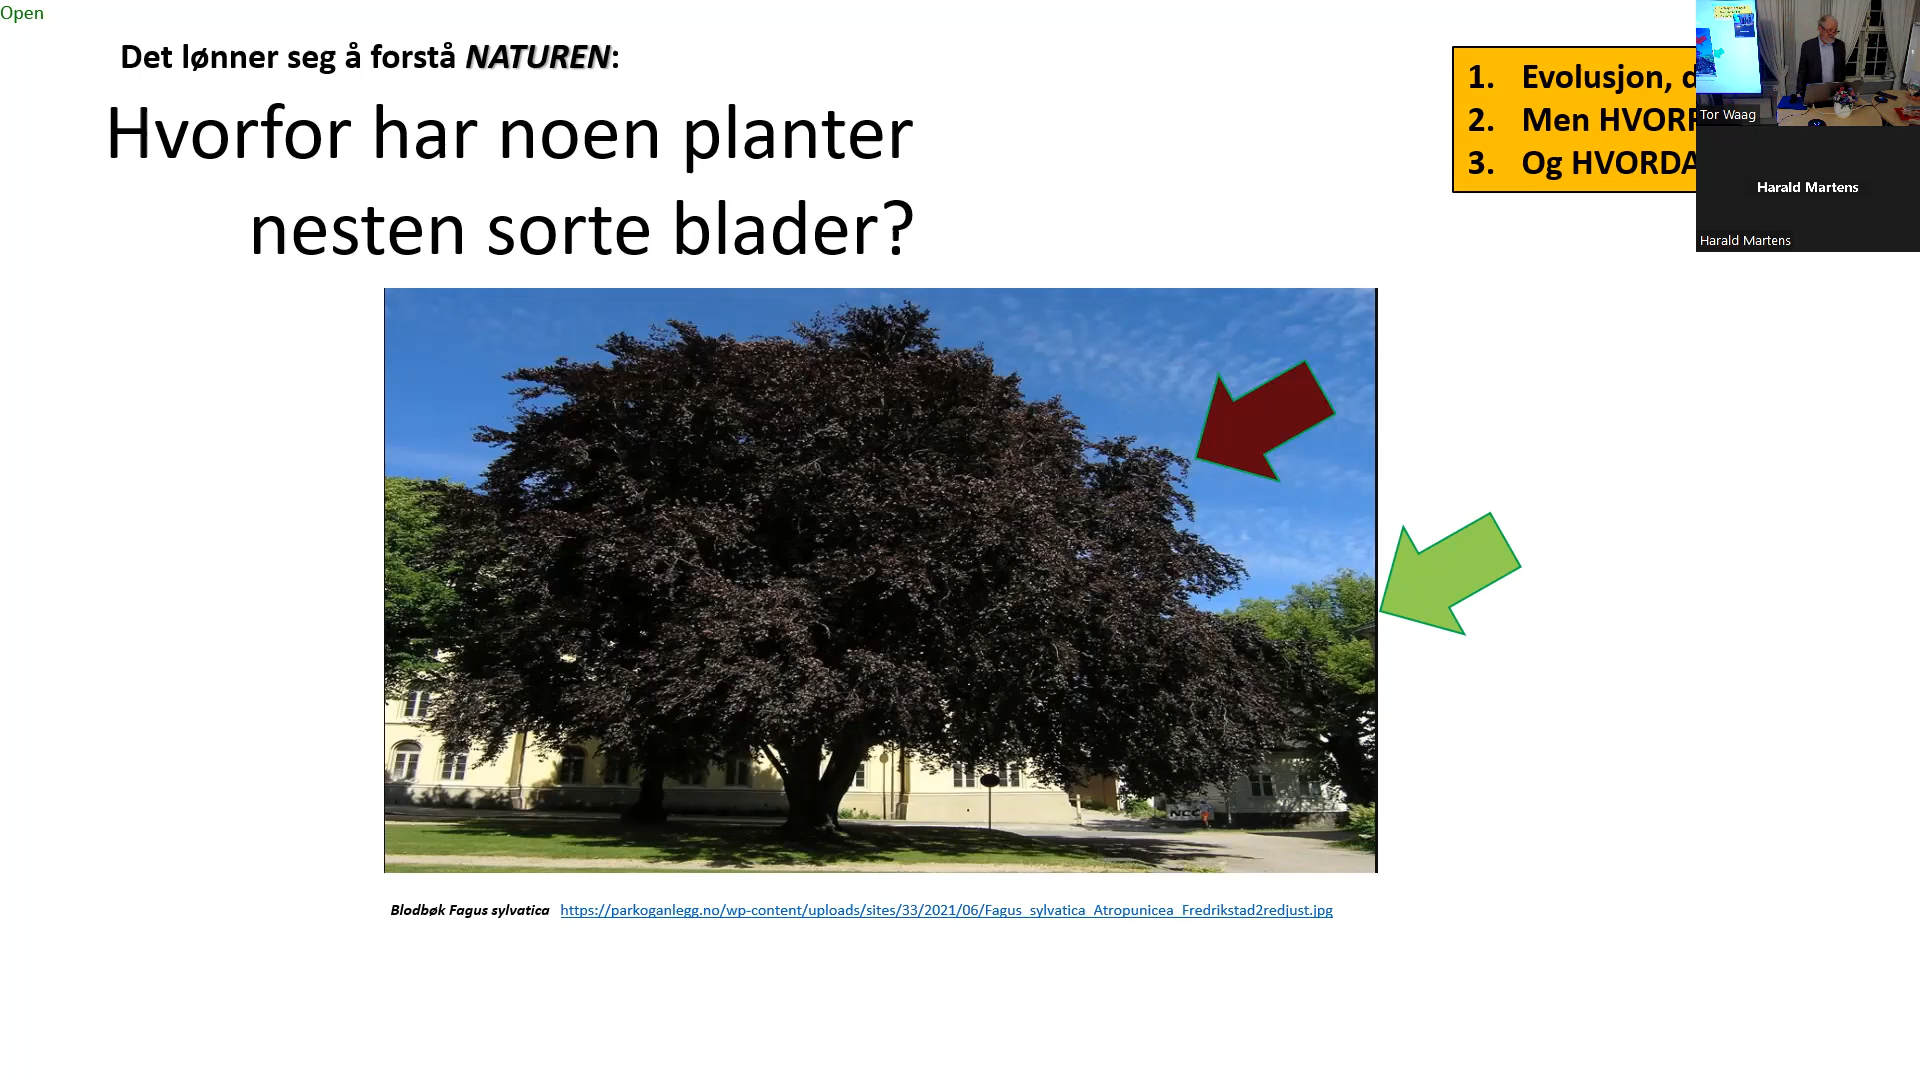 Open
Det lønner seg å forstå NATUREN:
Hvorfor har noen planter
nesten sorte blader?
1. Evolusjon, d
2. Men HVORF
3. Og HVORDA
Tor Waag
Harald Martens
Harald Martens
NCC
Blodbøk Fagus sylvatica https://parkoganlegg.no/wp-content/uploads/sites/33/2021/06/Fagus_sylvatica_Atropunicea_Fredrikstad2redjust.jpg